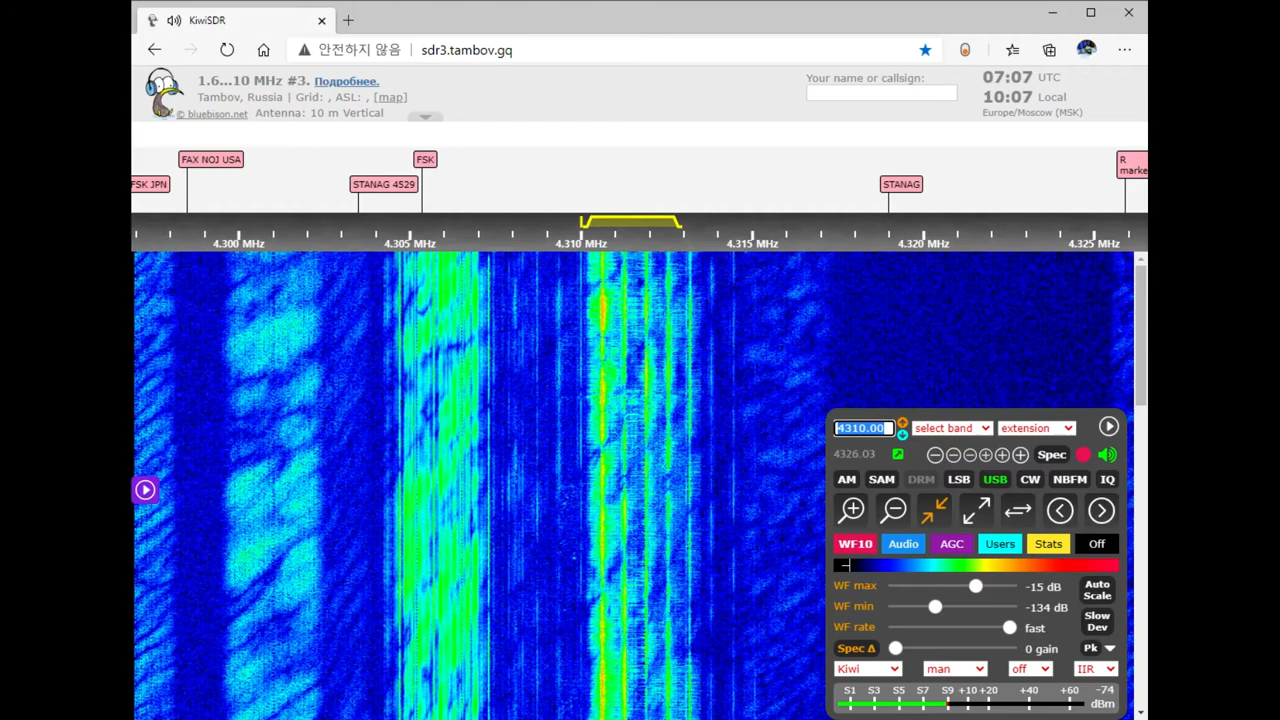 KiwiSDR
안전하지 않음 sdr3.tambov.gq
1.6...10 MHz #3. Подробнее.
Tambov, Russia | Grid: , ASL: , [map]
© bluebison.net Antenna: 10 m Vertical
Your name or callsign:
07:07 UTC
10:07 Local
Europe/Moscow (MSK)
FAX NOJ USA
FSK
R
marke
FSK JPN
STANAG 4529
STANAG
4.300 MHz 4.305 MHz 4.310 MHz 4.315 MHz 4.320 MHz 4.325 MHz
4310.00 select band extension
4326.03 Spec
AM SAM DRM LSB USB CW NBFM IQ
WF10 Audio AGC Users Stats Off
WF max -15 dB Auto Scale
WF min -134 dB
WF rate fast Slow Dev
Spec Δ 0 gain Pk
Kiwi man off IIR
S1 S3 S5 S7 S9 +10 +20 +40 +60 -74
dBm